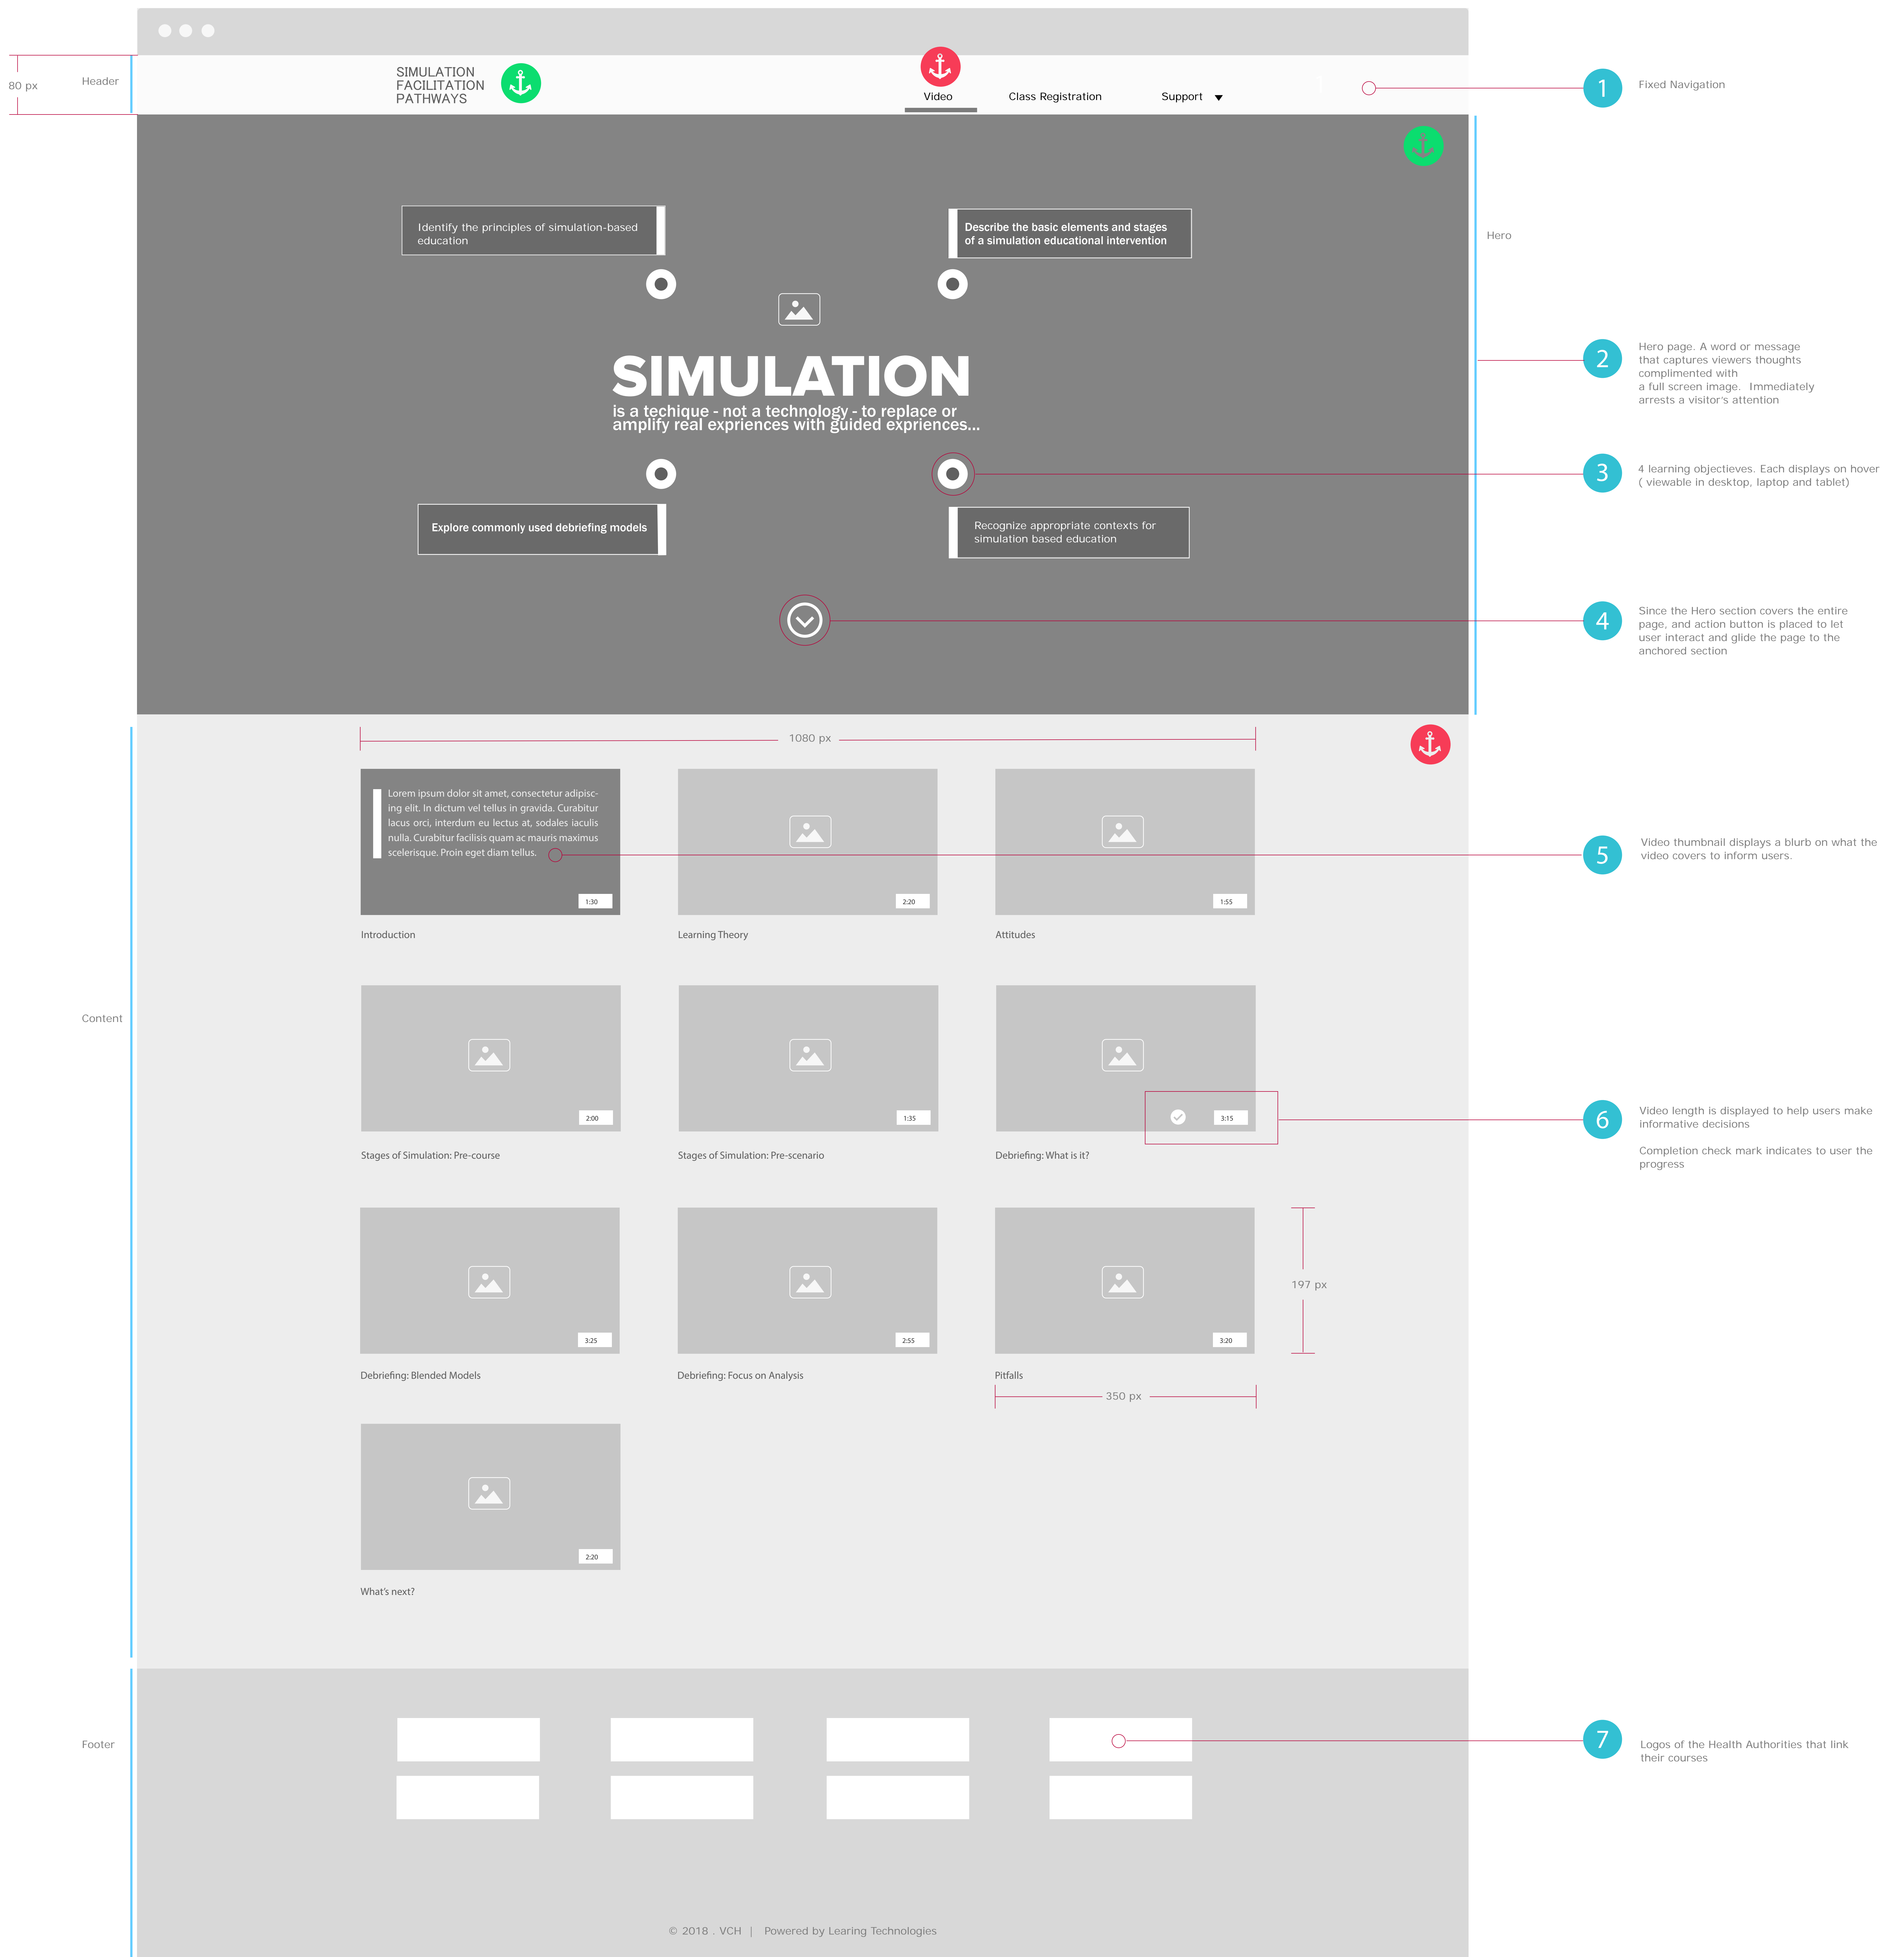 80 px
Header
SIMULATION
FACILITATION
PATHWAYS
Video
Class Registration
Support
1
Fixed Navigation
Hero
Identify the principles of simulation-based
education
Describe the basic elements and stages
of a simulation educational intervention
SIMULATION
is a techique - not a technology - to replace or
amplify real expriences with guided expriences...
2
Hero page. A word or message
that captures viewers thoughts
complimented with
a full screen image. Immediately
arrests a visitor's attention
3
4 learning objectieves. Each displays on hover
( viewable in desktop, laptop and tablet)
Explore commonly used debriefing models
Recognize appropriate contexts for
simulation based education
4
Since the Hero section covers the entire
page, and action button is placed to let
user interact and glide the page to the
anchored section
1080 px
Lorem ipsum dolor sit amet, consectetur adipisc-
ing elit. In dictum vel tellus in gravida. Curabitur
lacus orci, interdum eu lectus at, sodales iaculis
nulla. Curabitur facilisis quam ac mauris maximus
scelerisque. Proin eget diam tellus.
5
Video thumbnail displays a blurb on what the
video covers to inform users.
1:30
2:20
1:55
Introduction
Learning Theory
Attitudes
Content
2:00
1:35
3:15
6
Video length is displayed to help users make
informative decisions
Completion check mark indicates to user the
progress
Stages of Simulation: Pre-course
Stages of Simulation: Pre-scenario
Debriefing: What is it?
197 px
3:25
2:55
3:20
Debriefing: Blended Models
Debriefing: Focus on Analysis
Pitfalls
350 px
2:20
What's next?
Footer
7
Logos of the Health Authorities that link
their courses
© 2018 . VCH | Powered by Learing Technologies